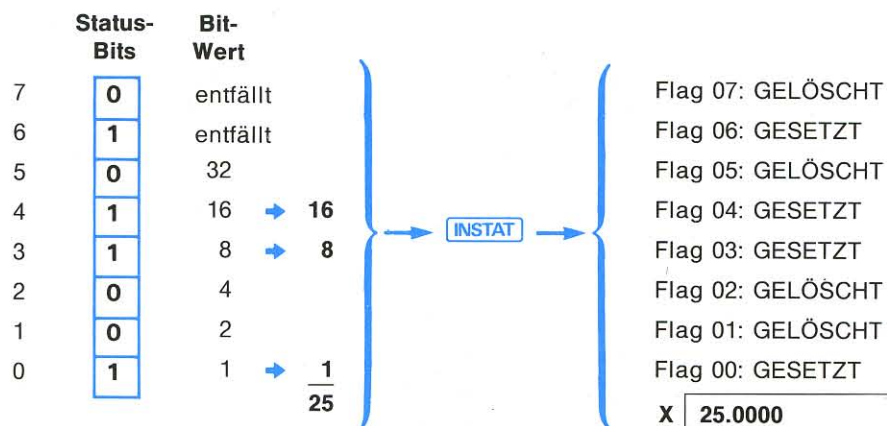 Status- Bit-
Bits Wert
7 0 entfällt Flag 07: GELÖSCHT
6 1 entfällt Flag 06: GESETZT
5 0 32 Flag 05: GELÖSCHT
4 1 16 16 Flag 04: GESETZT
INSTAT
3 1 8 8 Flag 03: GESETZT
2 0 4 Flag 02: GELÖSCHT
1 0 2 Flag 01: GELÖSCHT
0 1 1 1 Flag 00: GESETZT
25 X 25.0000